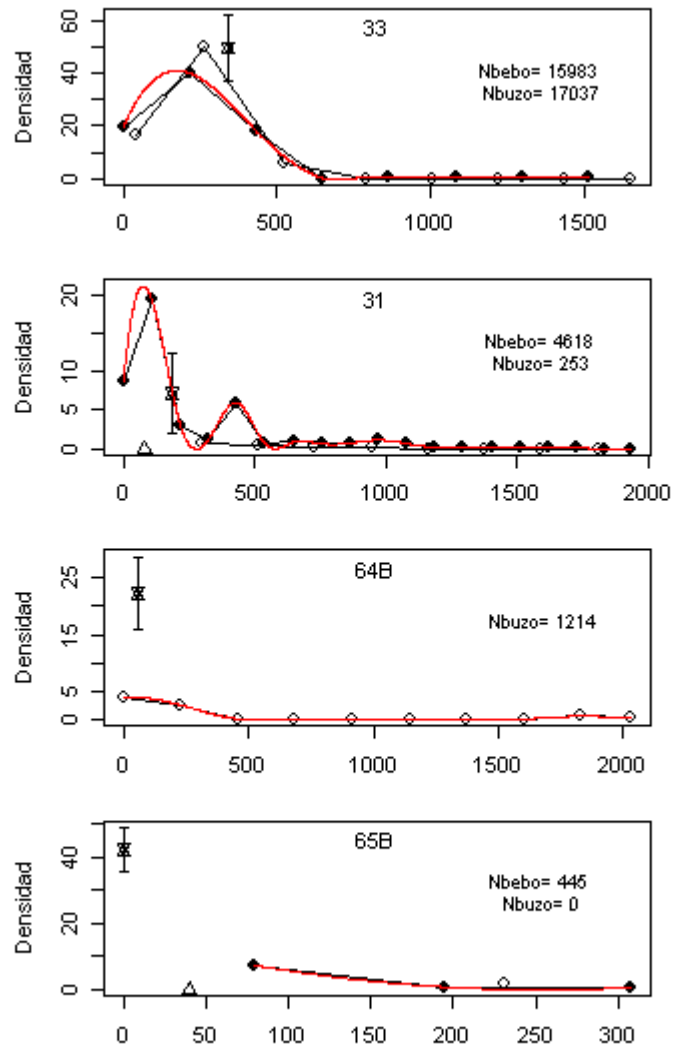 33
Nbebo= 15983
Nbuzo= 17037
Densidad
0 20 40 60
0 500 1000 1500
31
Nbebo= 4618
Nbuzo= 253
Densidad
0 5 10 20
0 500 1000 1500 2000
64B
Nbuzo= 1214
Densidad
0 5 15 25
0 500 1000 1500 2000
65B
Nbebo= 445
Nbuzo= 0
Densidad
0 20 40
0 50 100 150 200 250 300